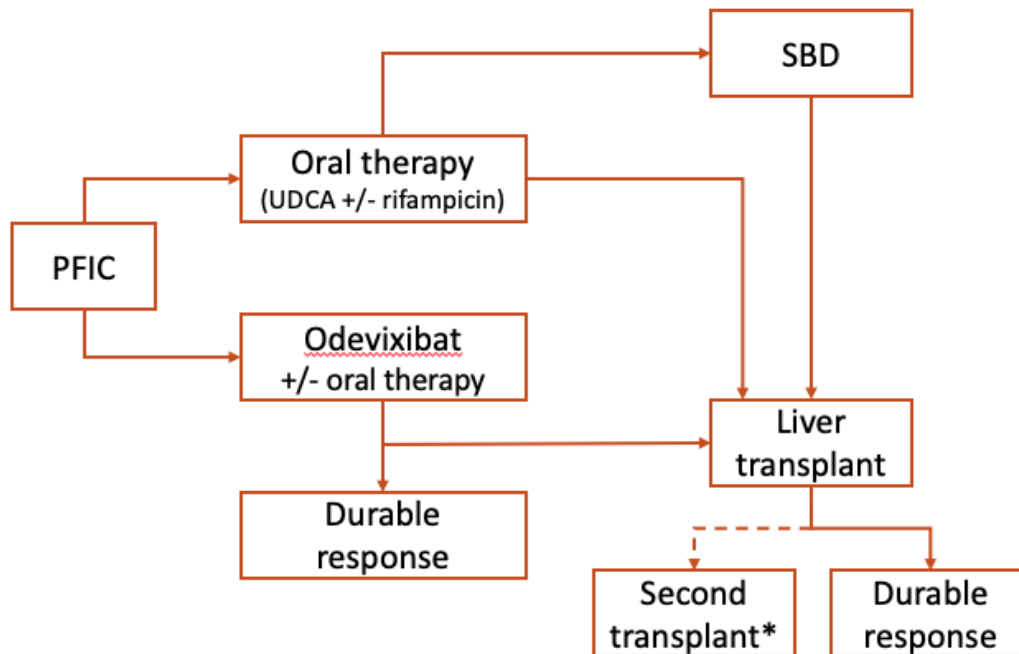 SBD
Oral therapy
(UDCA +/- rifampicin)
PFIC
Odevixibat
+/- oral therapy
Liver
transplant
Durable
response
Second
transplant*
Durable
response